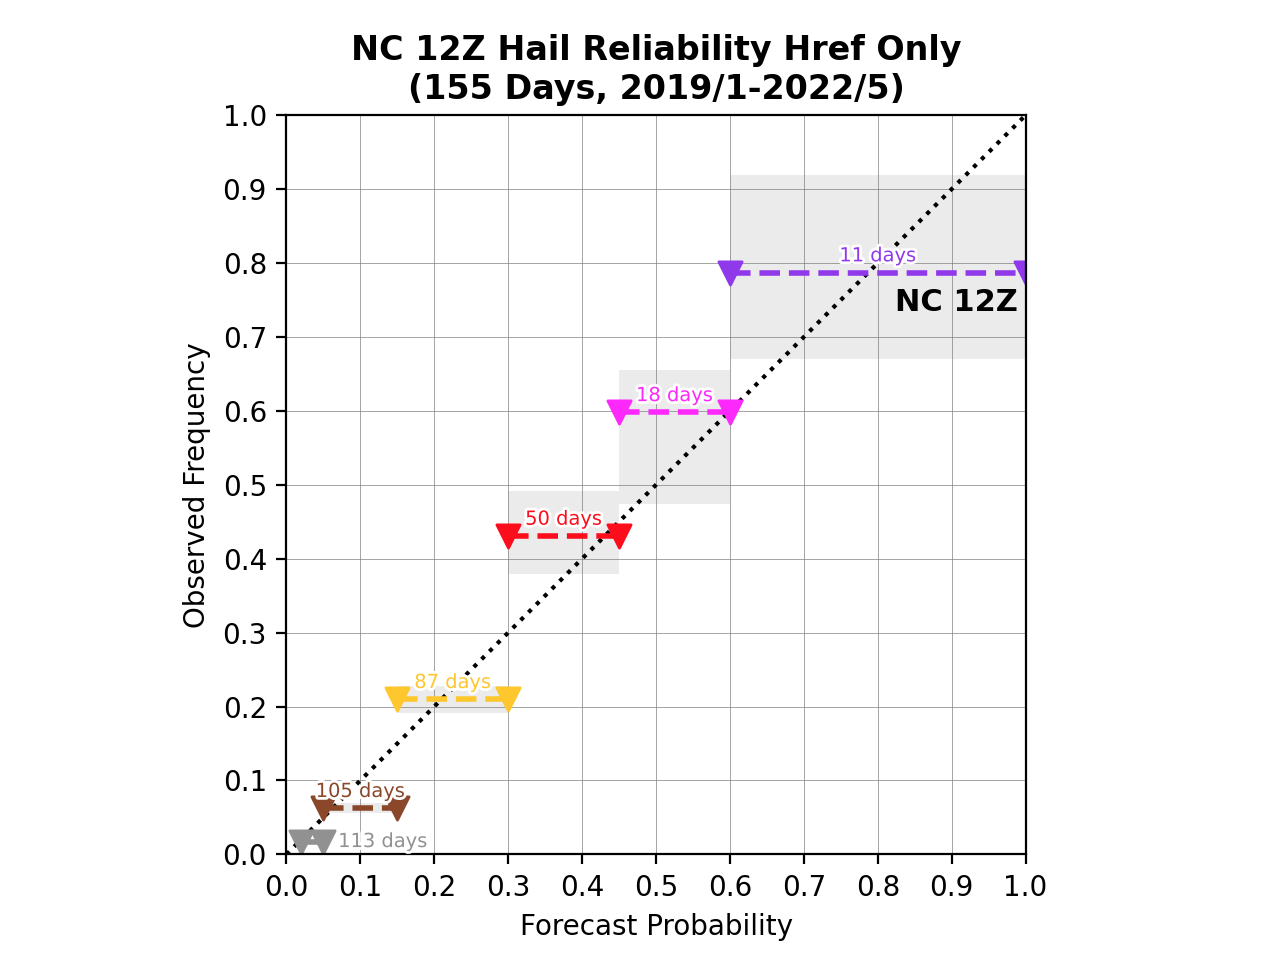 NC 12Z Hail Reliability Href Only
(155 Days, 2019/1-2022/5)
1.0
0.9
0.8
0.7
0.6
0.5
0.4
0.3
0.2
0.1
0.0
Observed Frequency
11 days
NC 12Z
18 days
50 days
87 days
105 days
113 days
0.0 0.1 0.2 0.3 0.4 0.5 0.6 0.7 0.8 0.9 1.0
Forecast Probability